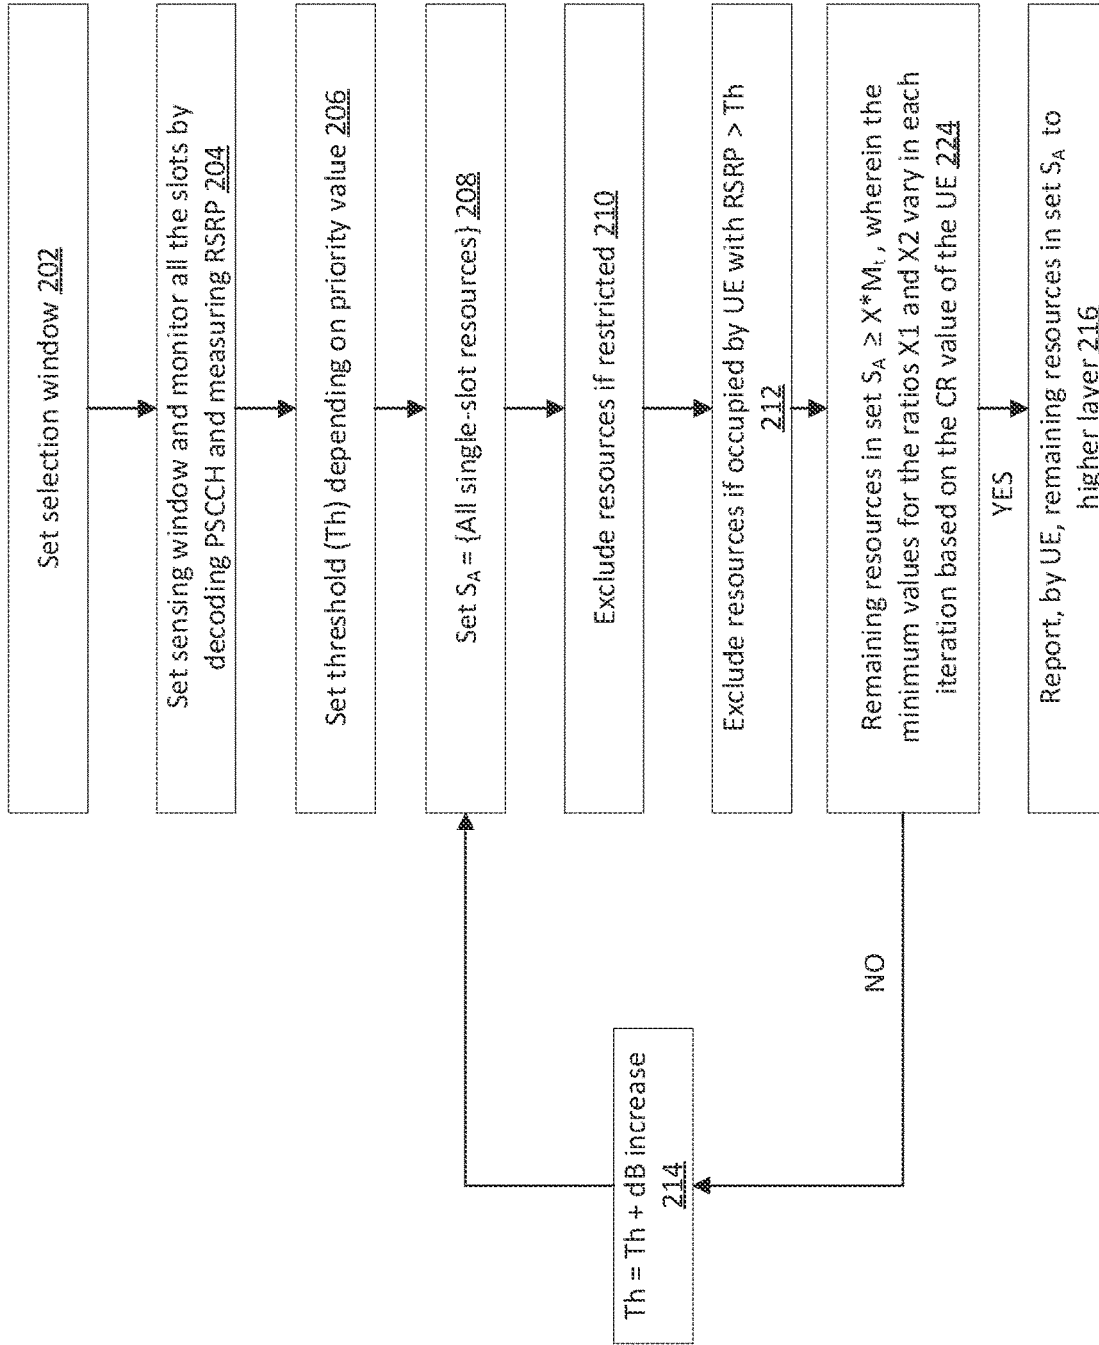 Set selection window 202
Set sensing window and monitor all the slots by
decoding PSCCH and measuring RSRP 204
Set threshold (Th) depending on priority value 206
Set SA = {All single-slot resources} 208
Exclude resources if restricted 210
Exclude resources if occupied by UE with RSRP > Th
212
Remaining resources in set SA ≥ X*Mt, wherein the
minimum values for the ratios X1 and X2 vary in each
iteration based on the CR value of the UE 224
NO
Th = Th + dB increase
214
YES
Report, by UE, remaining resources in set SA to
higher layer 216